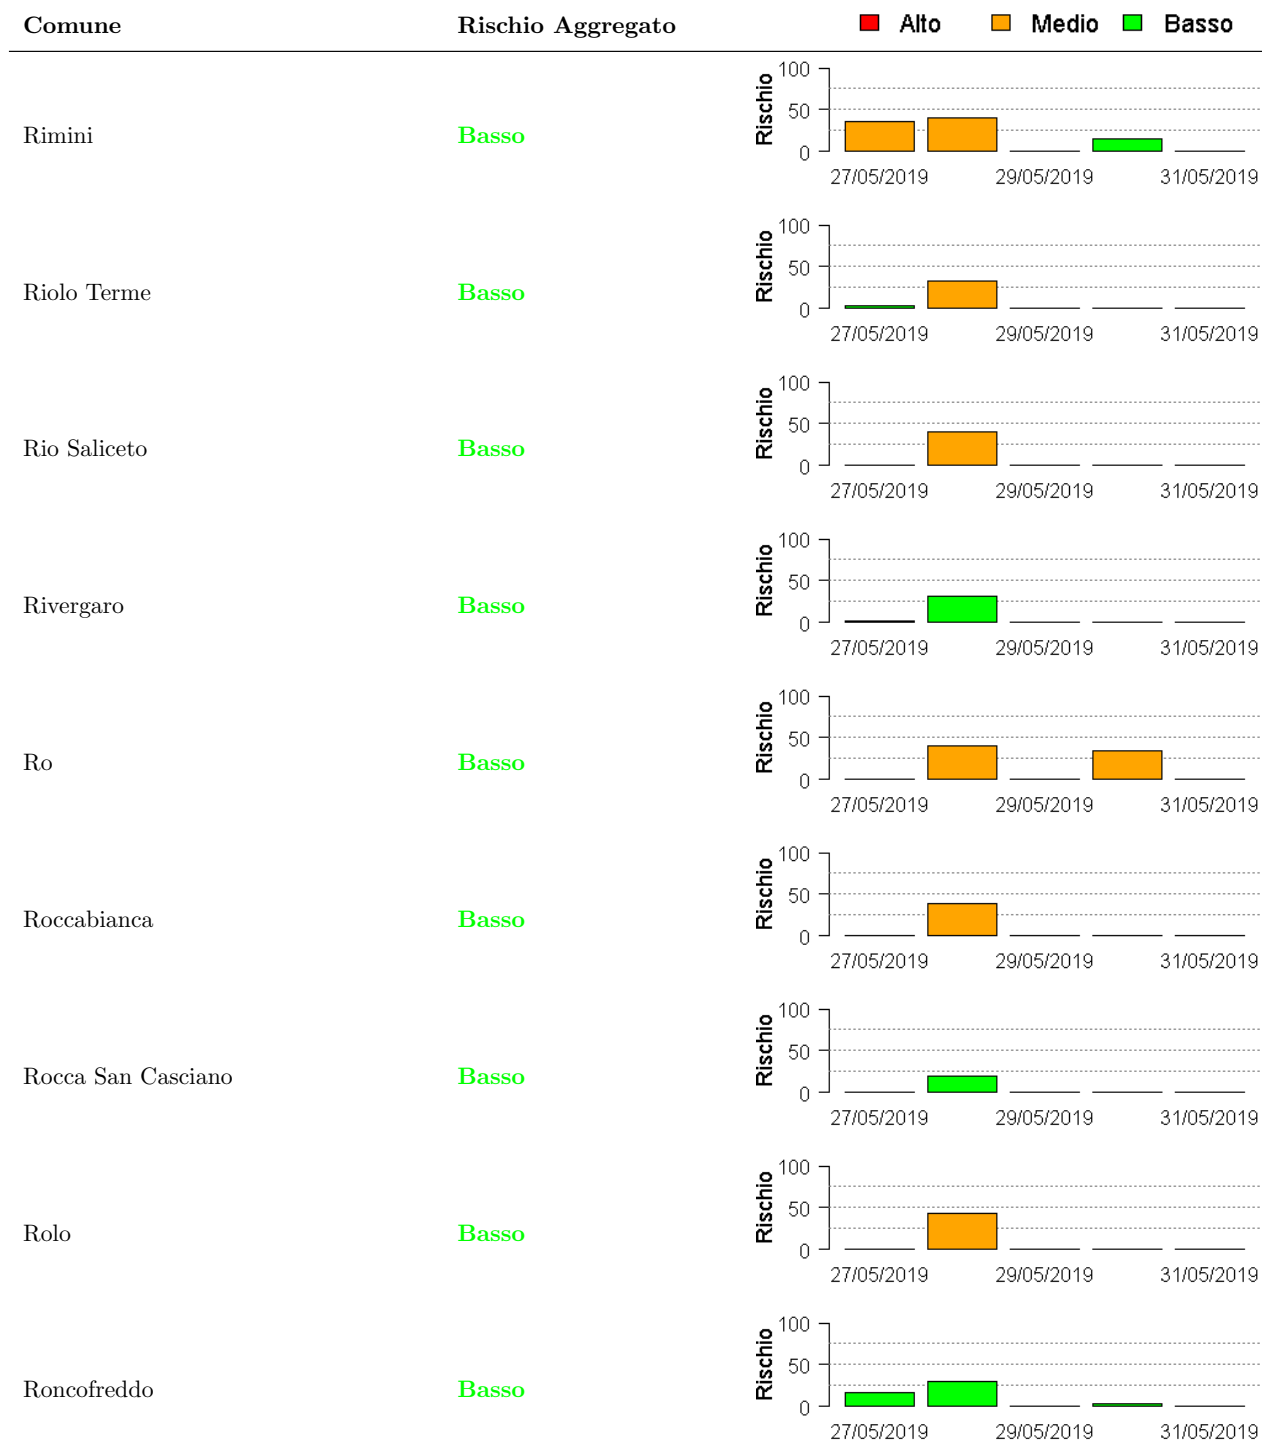 Comune Rischio Aggregato Alto Medio Basso
Rimini Basso Rischio 100 50 0
27/05/2019 29/05/2019 31/05/2019
Riolo Terme Basso Rischio 100 50 0
27/05/2019 29/05/2019 31/05/2019
Rio Saliceto Basso Rischio 100 50 0
27/05/2019 29/05/2019 31/05/2019
Rivergaro Basso Rischio 100 50 0
27/05/2019 29/05/2019 31/05/2019
Ro Basso Rischio 100 50 0
27/05/2019 29/05/2019 31/05/2019
Roccabianca Basso Rischio 100 50 0
27/05/2019 29/05/2019 31/05/2019
Rocca San Casciano Basso Rischio 100 50 0
27/05/2019 29/05/2019 31/05/2019
Rolo Basso Rischio 100 50 0
27/05/2019 29/05/2019 31/05/2019
Roncofreddo Basso Rischio 100 50 0
27/05/2019 29/05/2019 31/05/2019